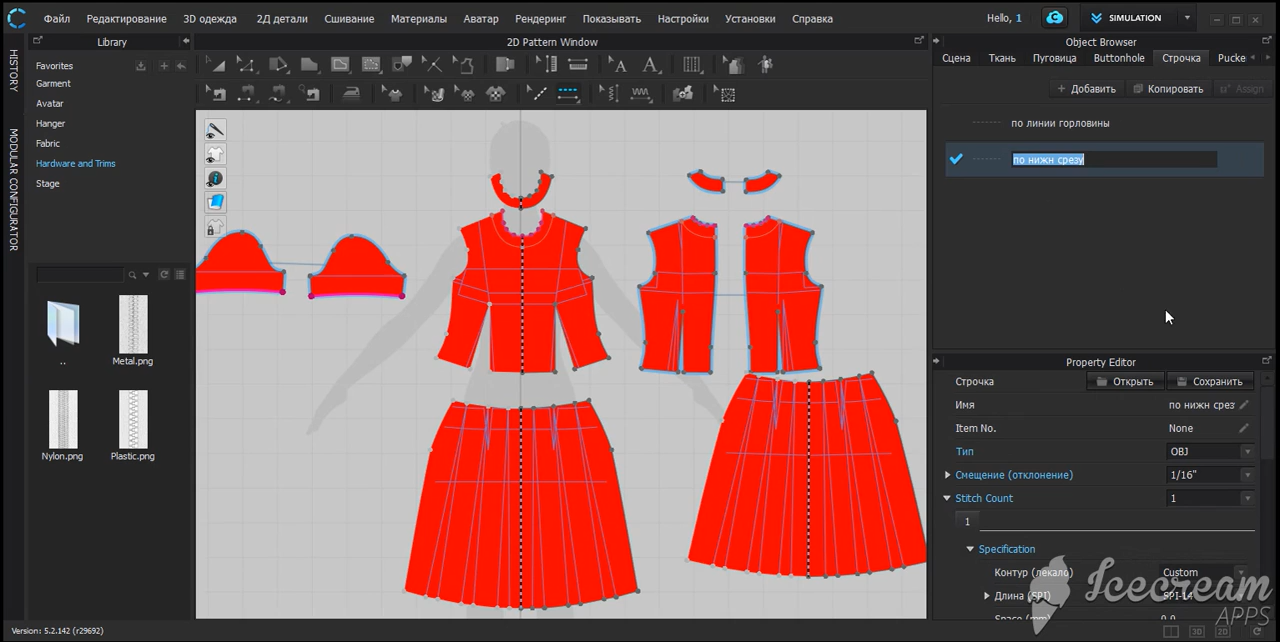 Файл Редактирование 3D одежда 2Д детали Сшивание Материалы Аватар Рендеринг Показывать Настройки Установки Справка Hello, 1 SIMULATION
HISTORY
MODULAR CONFIGURATOR
Library
Favorites
Garment
Avatar
Hanger
Fabric
Hardware and Trims
Stage
..
Metal.png
Nylon.png
Plastic.png
2D Pattern Window
Object Browser
Сцена Ткань Пуговица Buttonhole Строчка Pucke
Добавить Копировать Assign
по линии горловины
по нижн срезу
Property Editor
Строчка Открыть Сохранить
Имя по нижн срез
Item No. None
Тип OBJ
Смещение (отклонение) 1/16"
Stitch Count 1
1
Specification
Контур (лекало) Custom
Длина (SPI) SPI-14
Space (mm) 0.0
Icecream
APPS
Version: 5.2.142 (r29692)
3D 2D